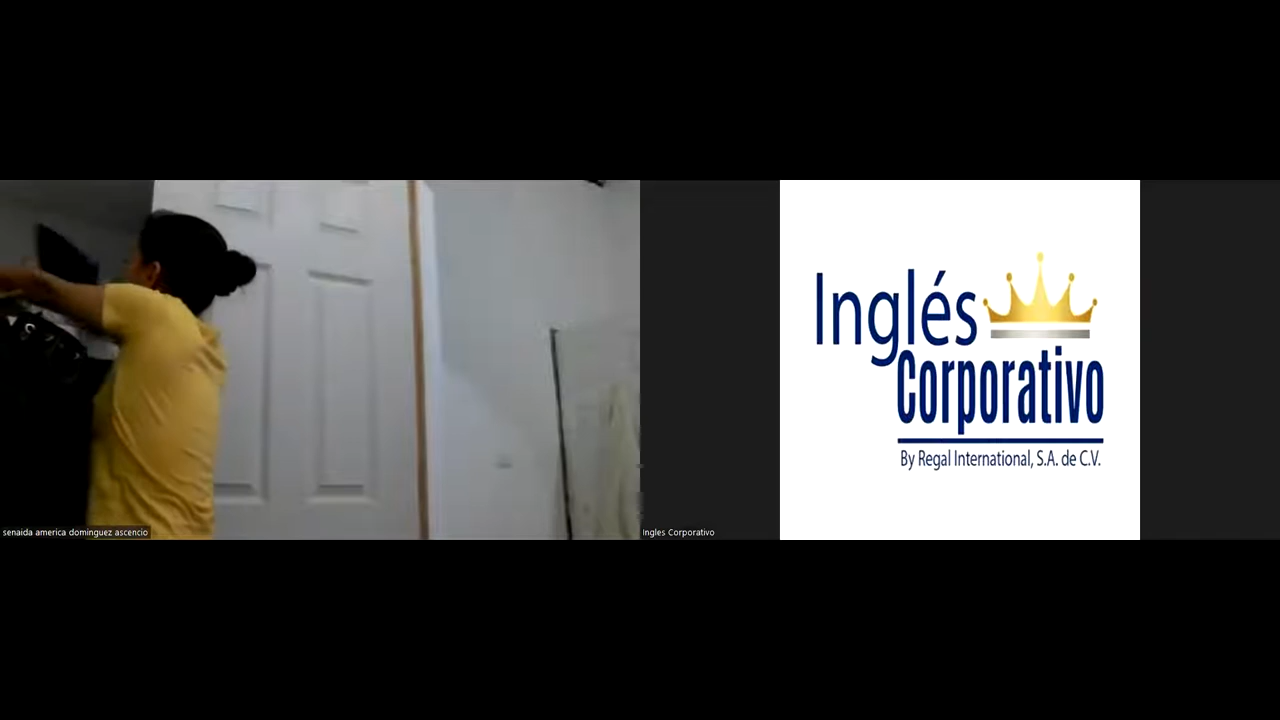 senaida america dominguez ascencio
Inglés
Corporativo
By Regal International, S.A. de C.V.
Ingles Corporativo